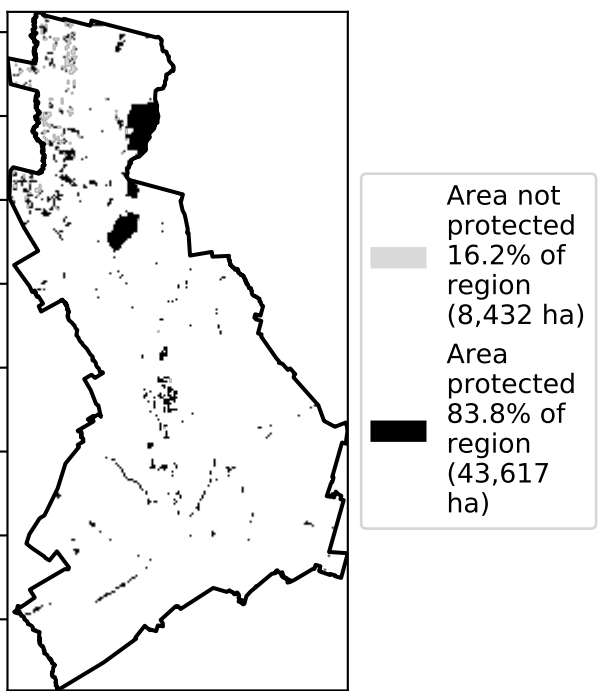 Area not
protected
16.2% of
region
(8,432 ha)
Area
protected
83.8% of
region
(43,617
ha)